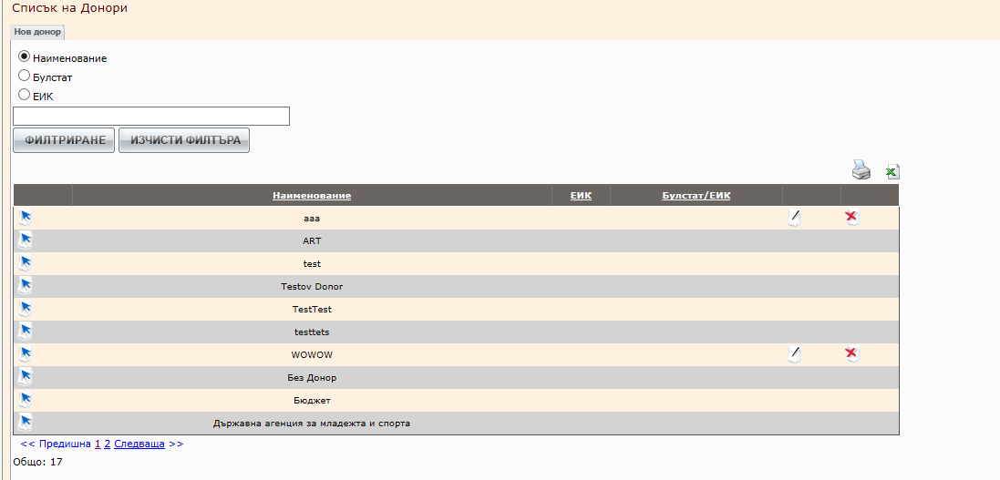 Списък на Донори
Нов донор
Наименование
Булстат
ЕИК
ФИЛТРИРАНЕ ИЗЧИСТИ ФИЛТЪРА
Наименование ЕИК Булстат/ЕИК
aaa
ART
test
Testov Donor
TestTest
testtets
WOWOW
Без Донор
Бюджет
Държавна агенция за младежта и спорта
<< Предишна 1 2 Следваща >>
Общо: 17